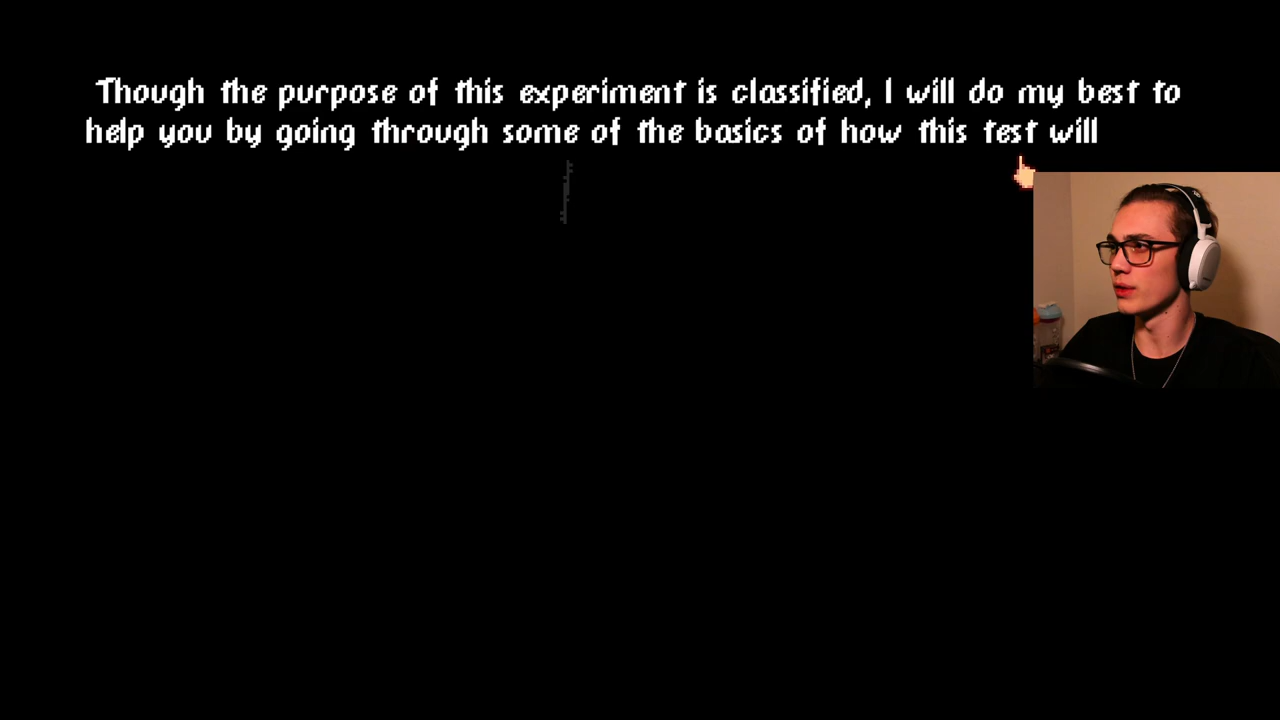 Though the purpose of this experiment is classified, I will do my best to
help you by going through some of the basics of how this test will